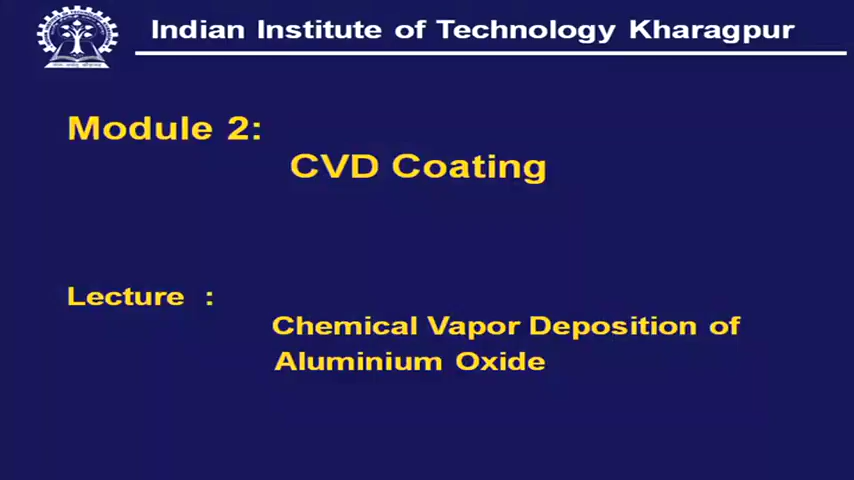 Indian Institute of Technology Kharagpur
Module 2:
CVD Coating
Lecture :
Chemical Vapor Deposition of
Aluminium Oxide